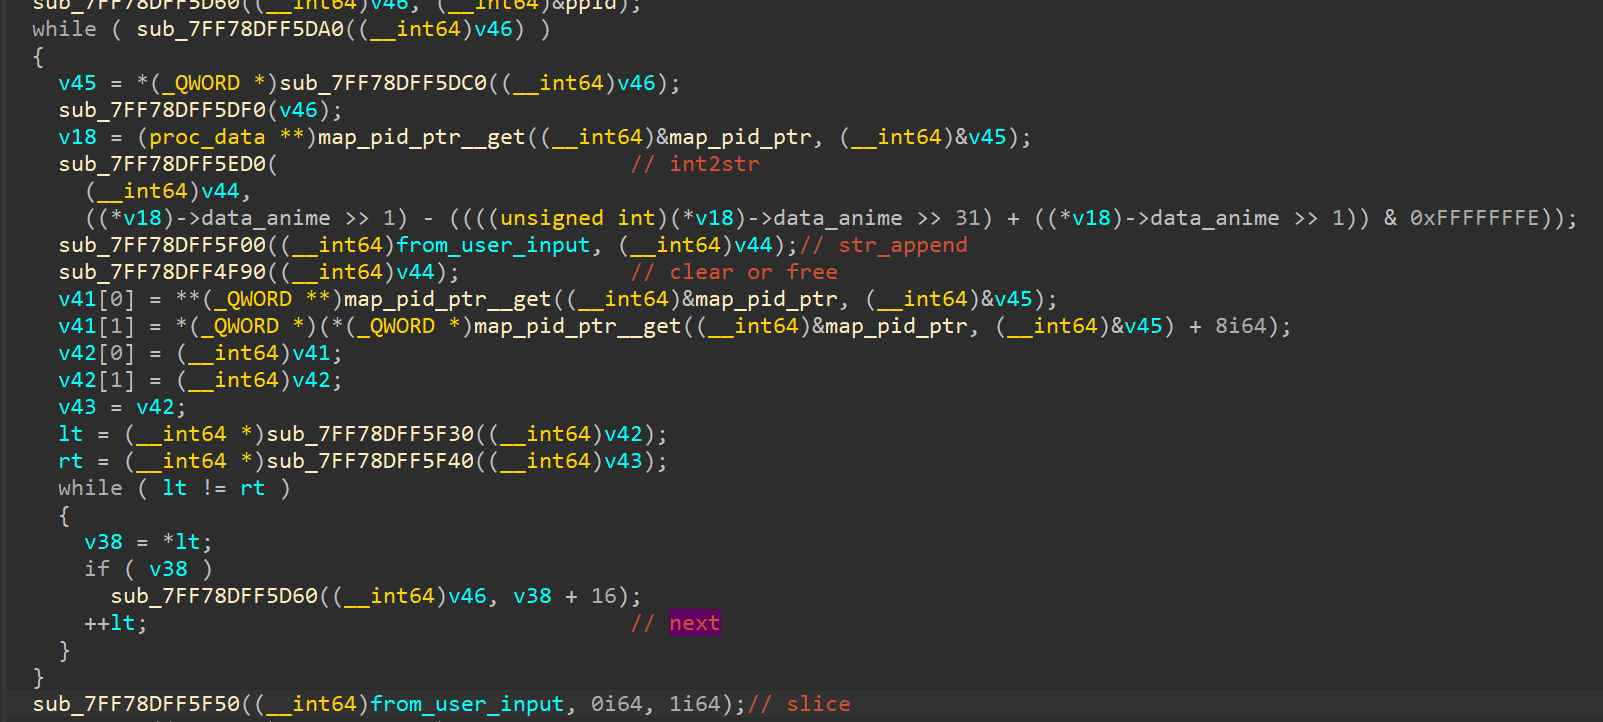 sub_7FF78DFF5D60((__int64)v46, (__int64)&ppid);
while ( sub_7FF78DFF5DA0((__int64)v46) )
{
v45 = *(_QWORD *)sub_7FF78DFF5DC0((__int64)v46);
sub_7FF78DFF5DF0(v46);
v18 = (proc_data **)map_pid_ptr__get((__int64)&map_pid_ptr, (__int64)&v45);
sub_7FF78DFF5ED0( // int2str
(__int64)v44,
((*v18)->data_anime >> 1) - ((((unsigned int)(*v18)->data_anime >> 31) + ((*v18)->data_anime >> 1)) & 0xFFFFFFFE));
sub_7FF78DFF5F00((__int64)from_user_input, (__int64)v44);// str_append
sub_7FF78DFF4F90((__int64)v44); // clear or free
v41[0] = **(_QWORD **)map_pid_ptr__get((__int64)&map_pid_ptr, (__int64)&v45);
v41[1] = *(_QWORD *)(*(_QWORD *)map_pid_ptr__get((__int64)&map_pid_ptr, (__int64)&v45) + 8i64);
v42[0] = (__int64)v41;
v42[1] = (__int64)v42;
v43 = v42;
lt = (__int64 *)sub_7FF78DFF5F30((__int64)v42);
rt = (__int64 *)sub_7FF78DFF5F40((__int64)v43);
while ( lt != rt )
{
v38 = *lt;
if ( v38 )
sub_7FF78DFF5D60((__int64)v46, v38 + 16);
++lt; // next
}
}
sub_7FF78DFF5F50((__int64)from_user_input, 0i64, 1i64);// slice